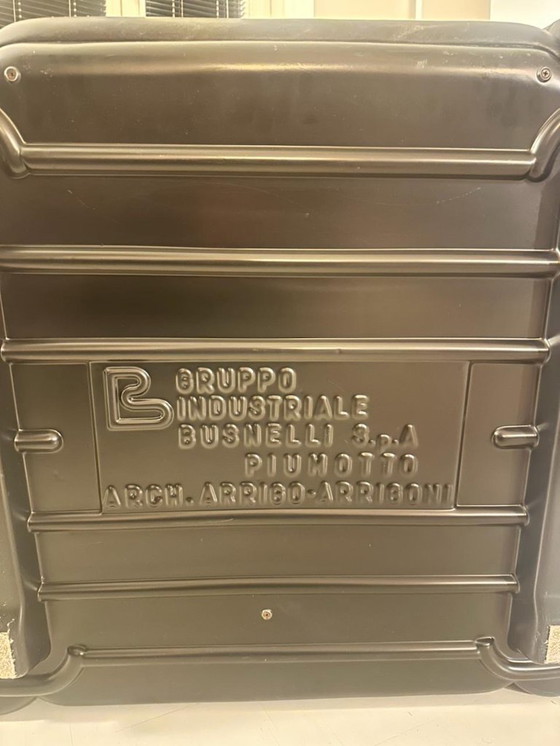 GRUPPO
INDUSTRIALE
BUSNELLI S.p.A
PIUMOTTO
ARCH. ARRIGO-ARRIGONI